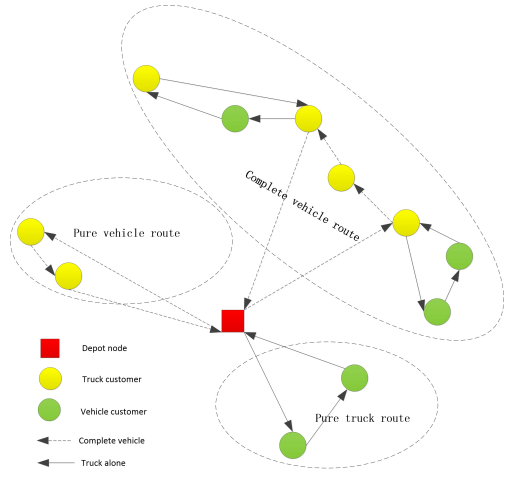 Complete vehicle route
Pure vehicle route
Depot node
Truck customer
Vehicle customer
Pure truck route
Complete vehicle
Truck alone